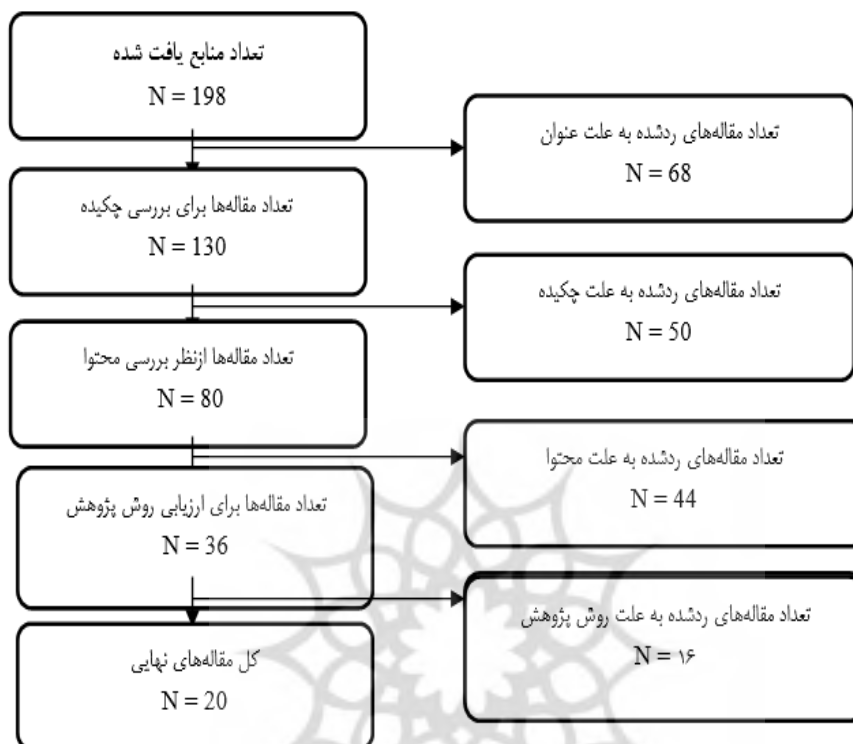 تعداد منابع یافت شده
N = 198
تعداد مقاله‌های ردشده به علت عنوان
N = 68
تعداد مقاله‌ها برای بررسی چکیده
N = 130
تعداد مقاله‌های ردشده به علت چکیده
N = 50
تعداد مقاله‌ها ازنظر بررسی محتوا
N = 80
تعداد مقاله‌های ردشده به علت محتوا
N = 44
تعداد مقاله‌ها برای ارزیابی روش پژوهش
N = 36
تعداد مقاله‌های ردشده به علت روش پژوهش
N = ۱۶
کل مقاله‌های نهایی
N = 20